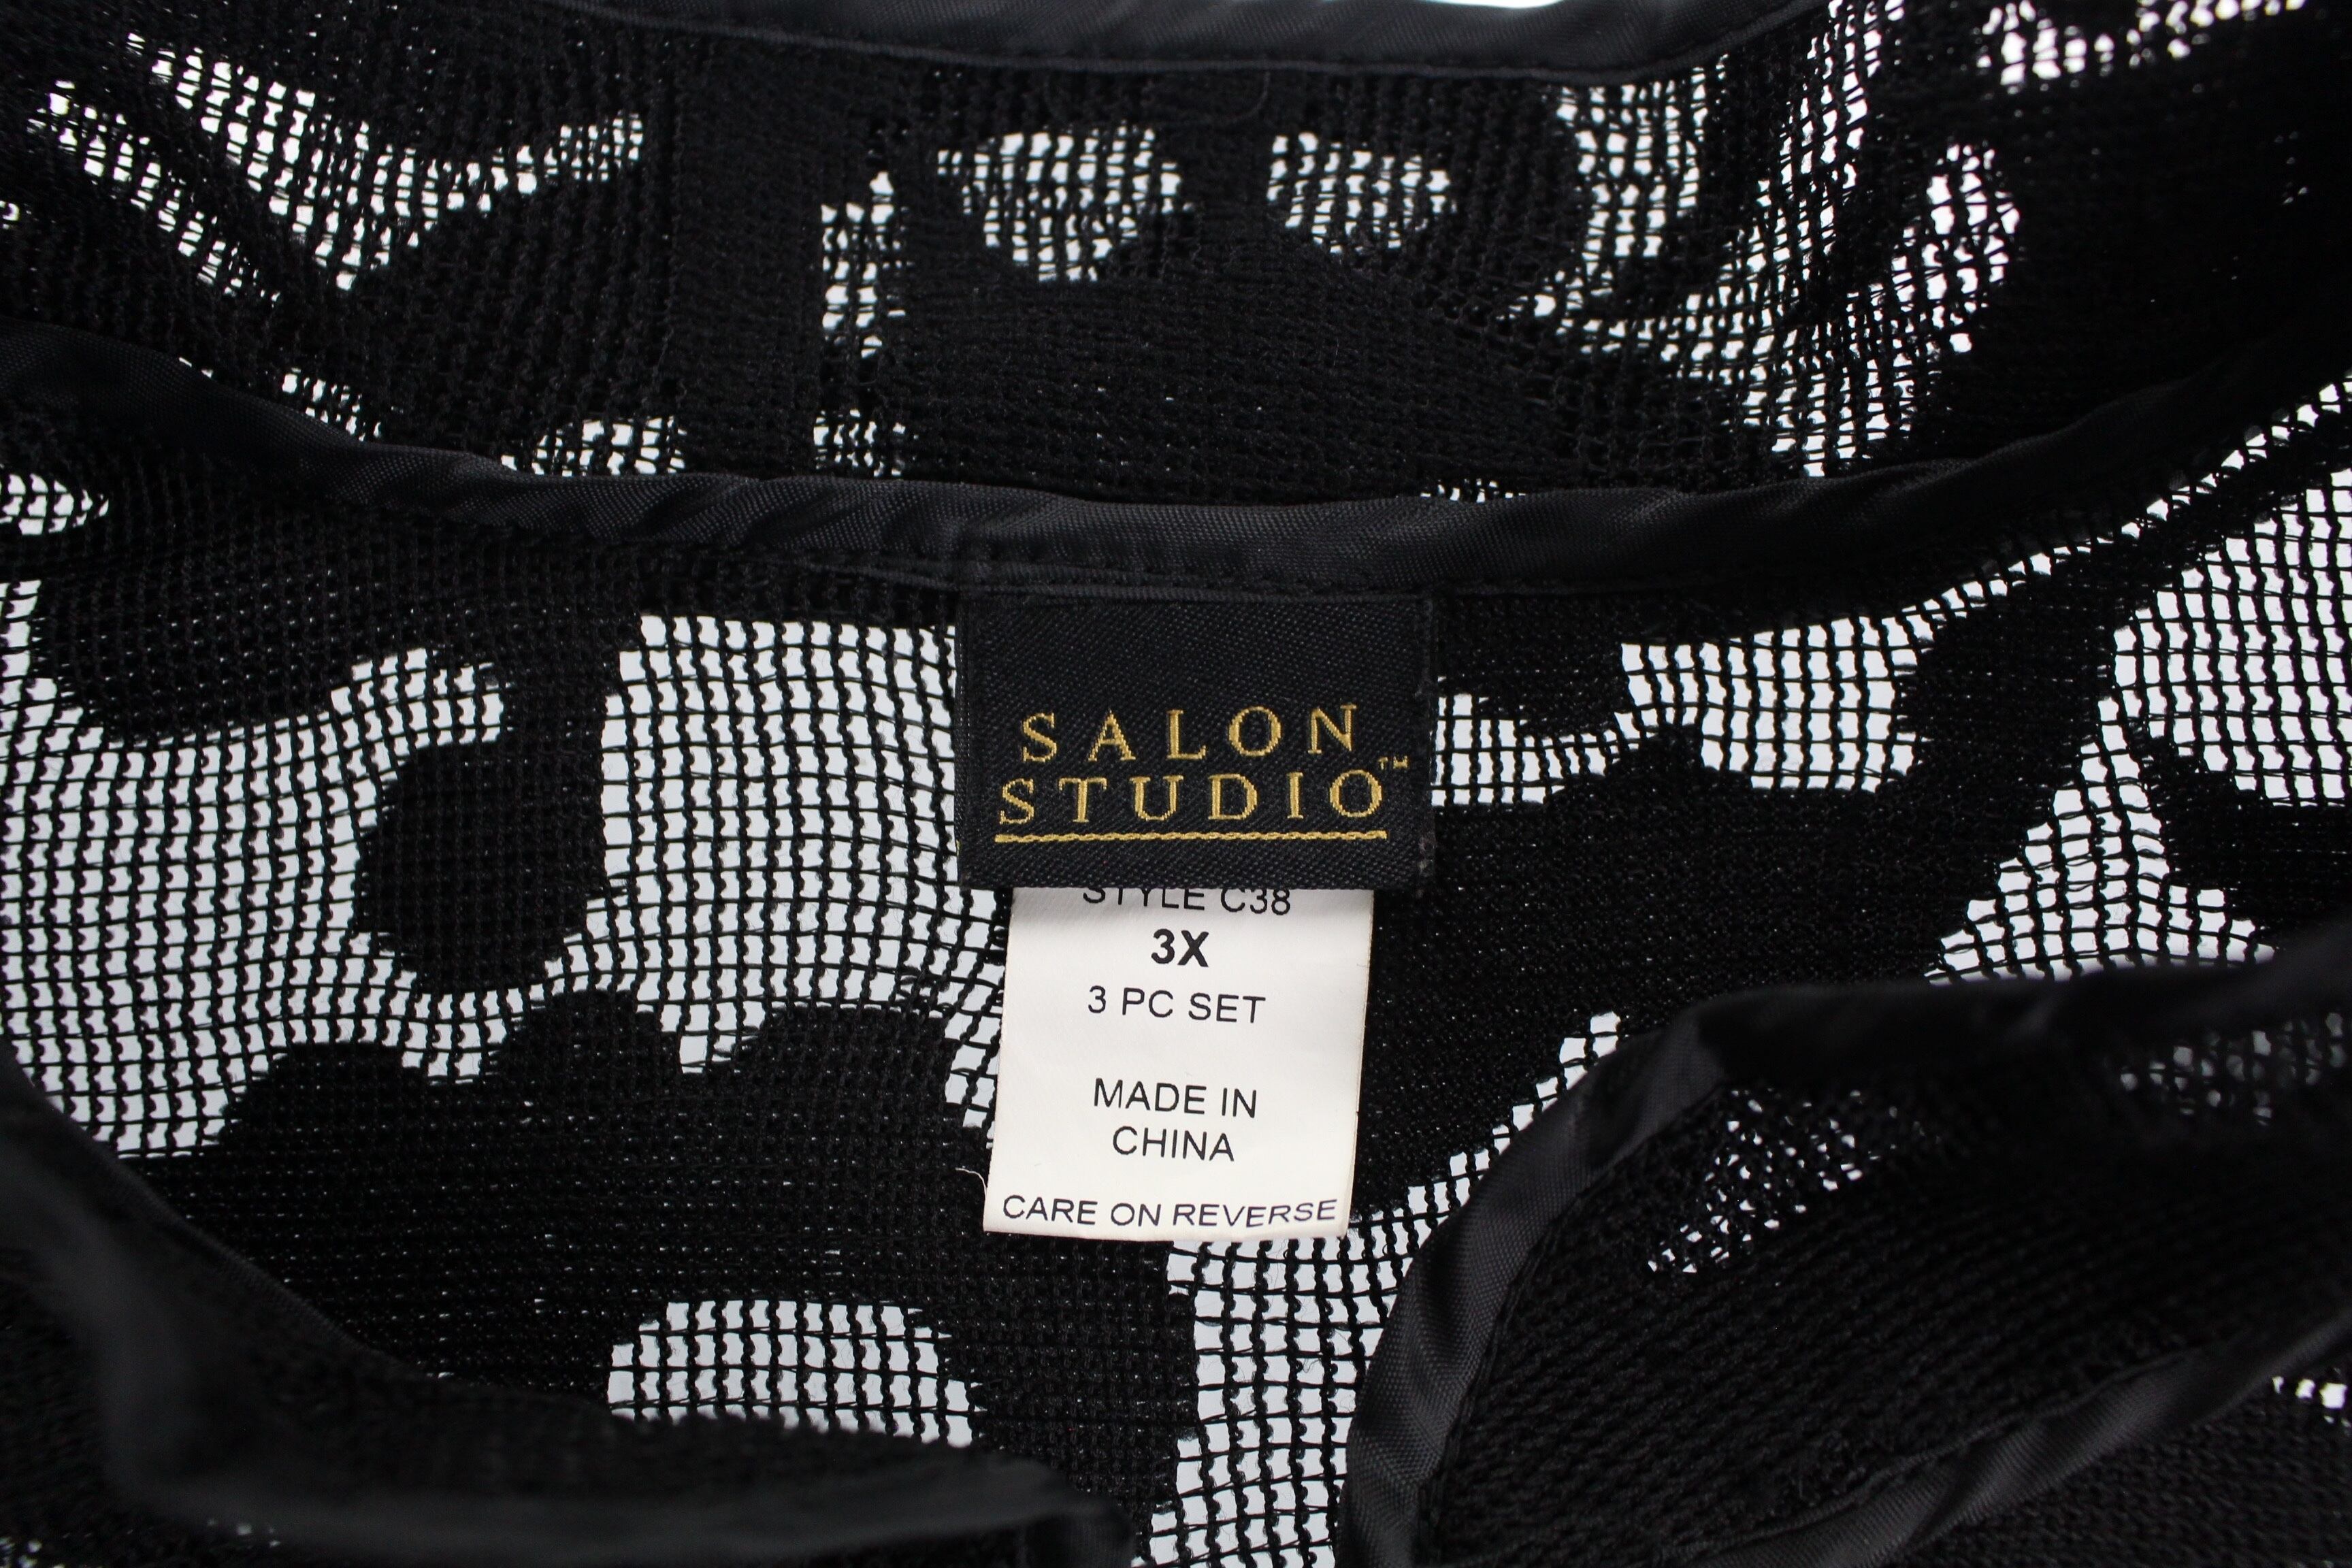 SALON
STUDIO™
STYLE C38
3X
3 PC SET
MADE IN
CHINA
CARE ON REVERSE